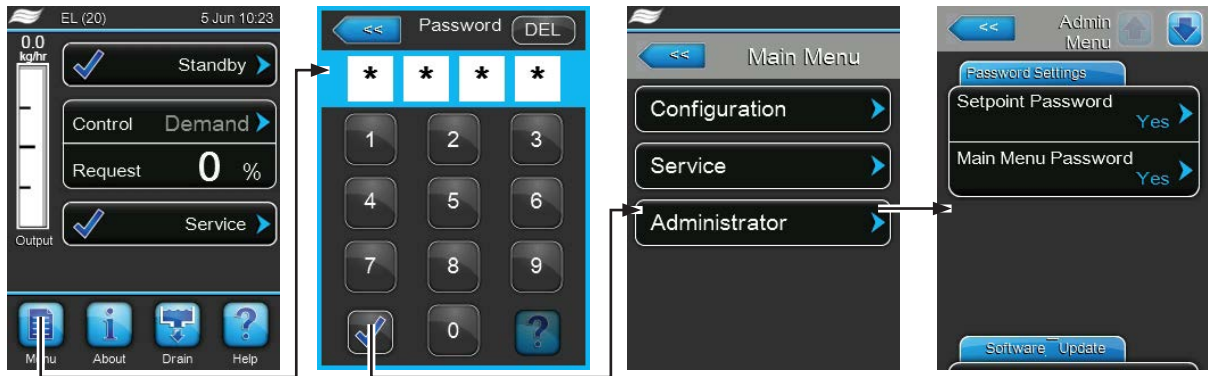 EL (20) 5 Jun 10:23
0.0
kg/hr
Standby
Control Demand
Request 0 %
Service
Output
Menu About Drain Help
<< Password DEL
* * * *
1 2 3
4 5 6
7 8 9
0 ?
<< Main Menu
Configuration
Service
Administrator
<< Admin
Menu
Password Settings
Setpoint Password
Yes
Main Menu Password
Yes
Software Update